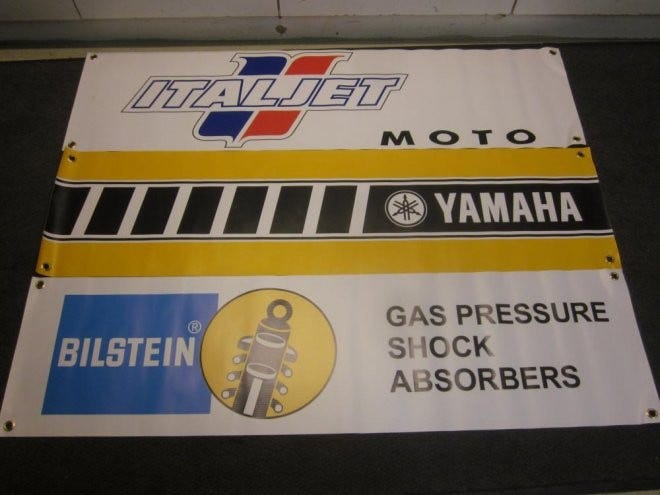 ITALJET
MOTO
YAMAHA
BILSTEIN®
GAS PRESSURE
SHOCK
ABSORBERS